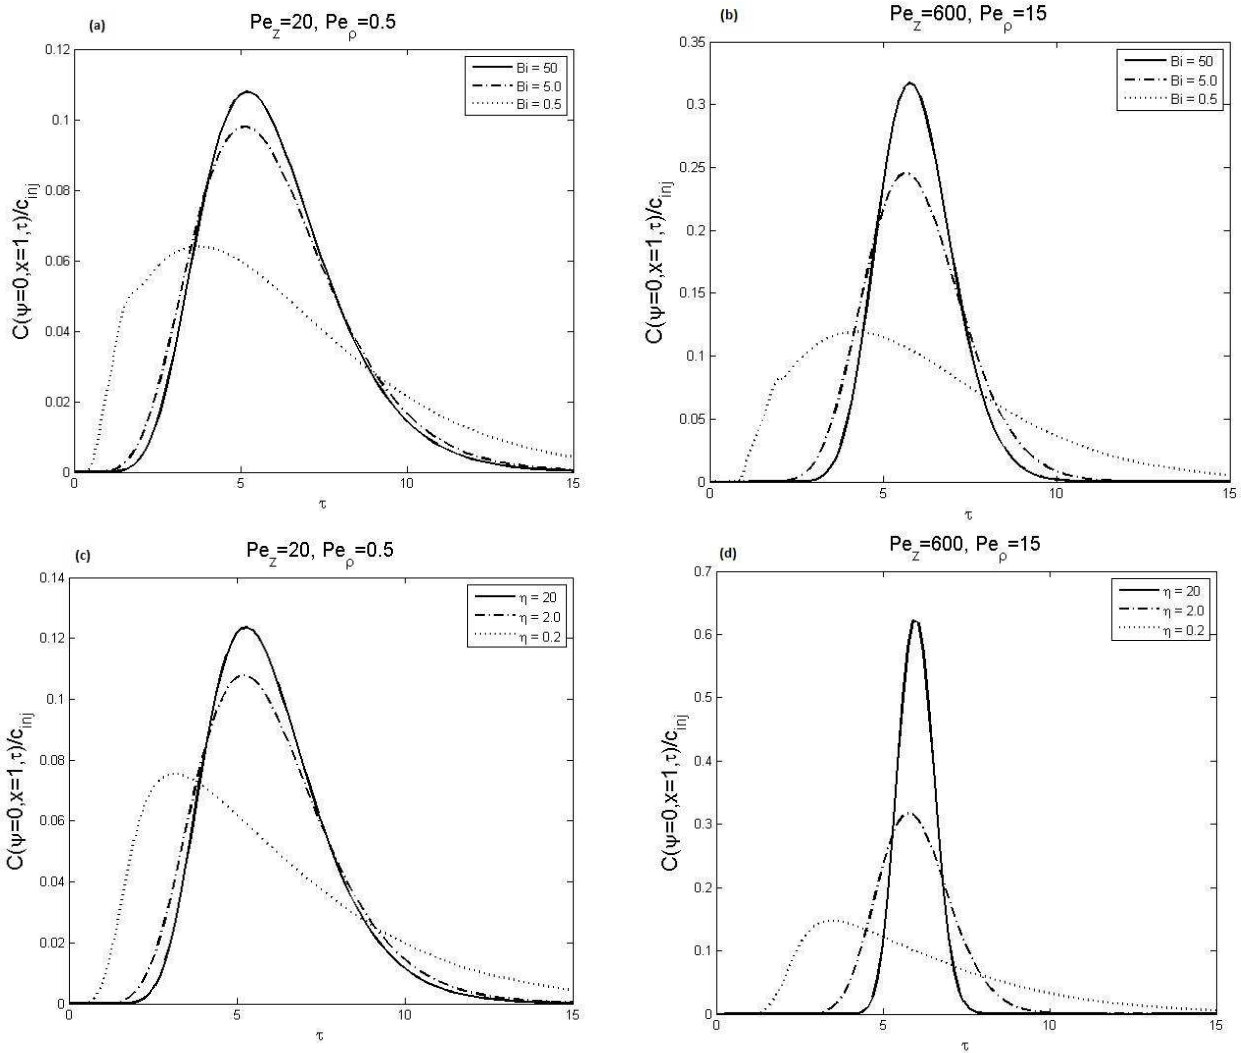 (a) Pe_Z=20, Pe_ρ=0.5
0.12
0.1
0.08
0.06
0.04
0.02
0
C(ψ=0,x=1,τ)/c_inj
Bi = 50
Bi = 5.0
Bi = 0.5
0 5 10 15
τ
(b) Pe_Z=600, Pe_ρ=15
0.35
0.3
0.25
0.2
0.15
0.1
0.05
0
C(ψ=0,x=1,τ)/c_inj
Bi = 50
Bi = 5.0
Bi = 0.5
0 5 10 15
τ
(c) Pe_Z=20, Pe_ρ=0.5
0.14
0.12
0.1
0.08
0.06
0.04
0.02
0
C(ψ=0,x=1,τ)/c_inj
η = 20
η = 2.0
η = 0.2
0 5 10 15
τ
(d) Pe_Z=600, Pe_ρ=15
0.7
0.6
0.5
0.4
0.3
0.2
0.1
0
C(ψ=0,x=1,τ)/c_inj
η = 20
η = 2.0
η = 0.2
0 5 10 15
τ